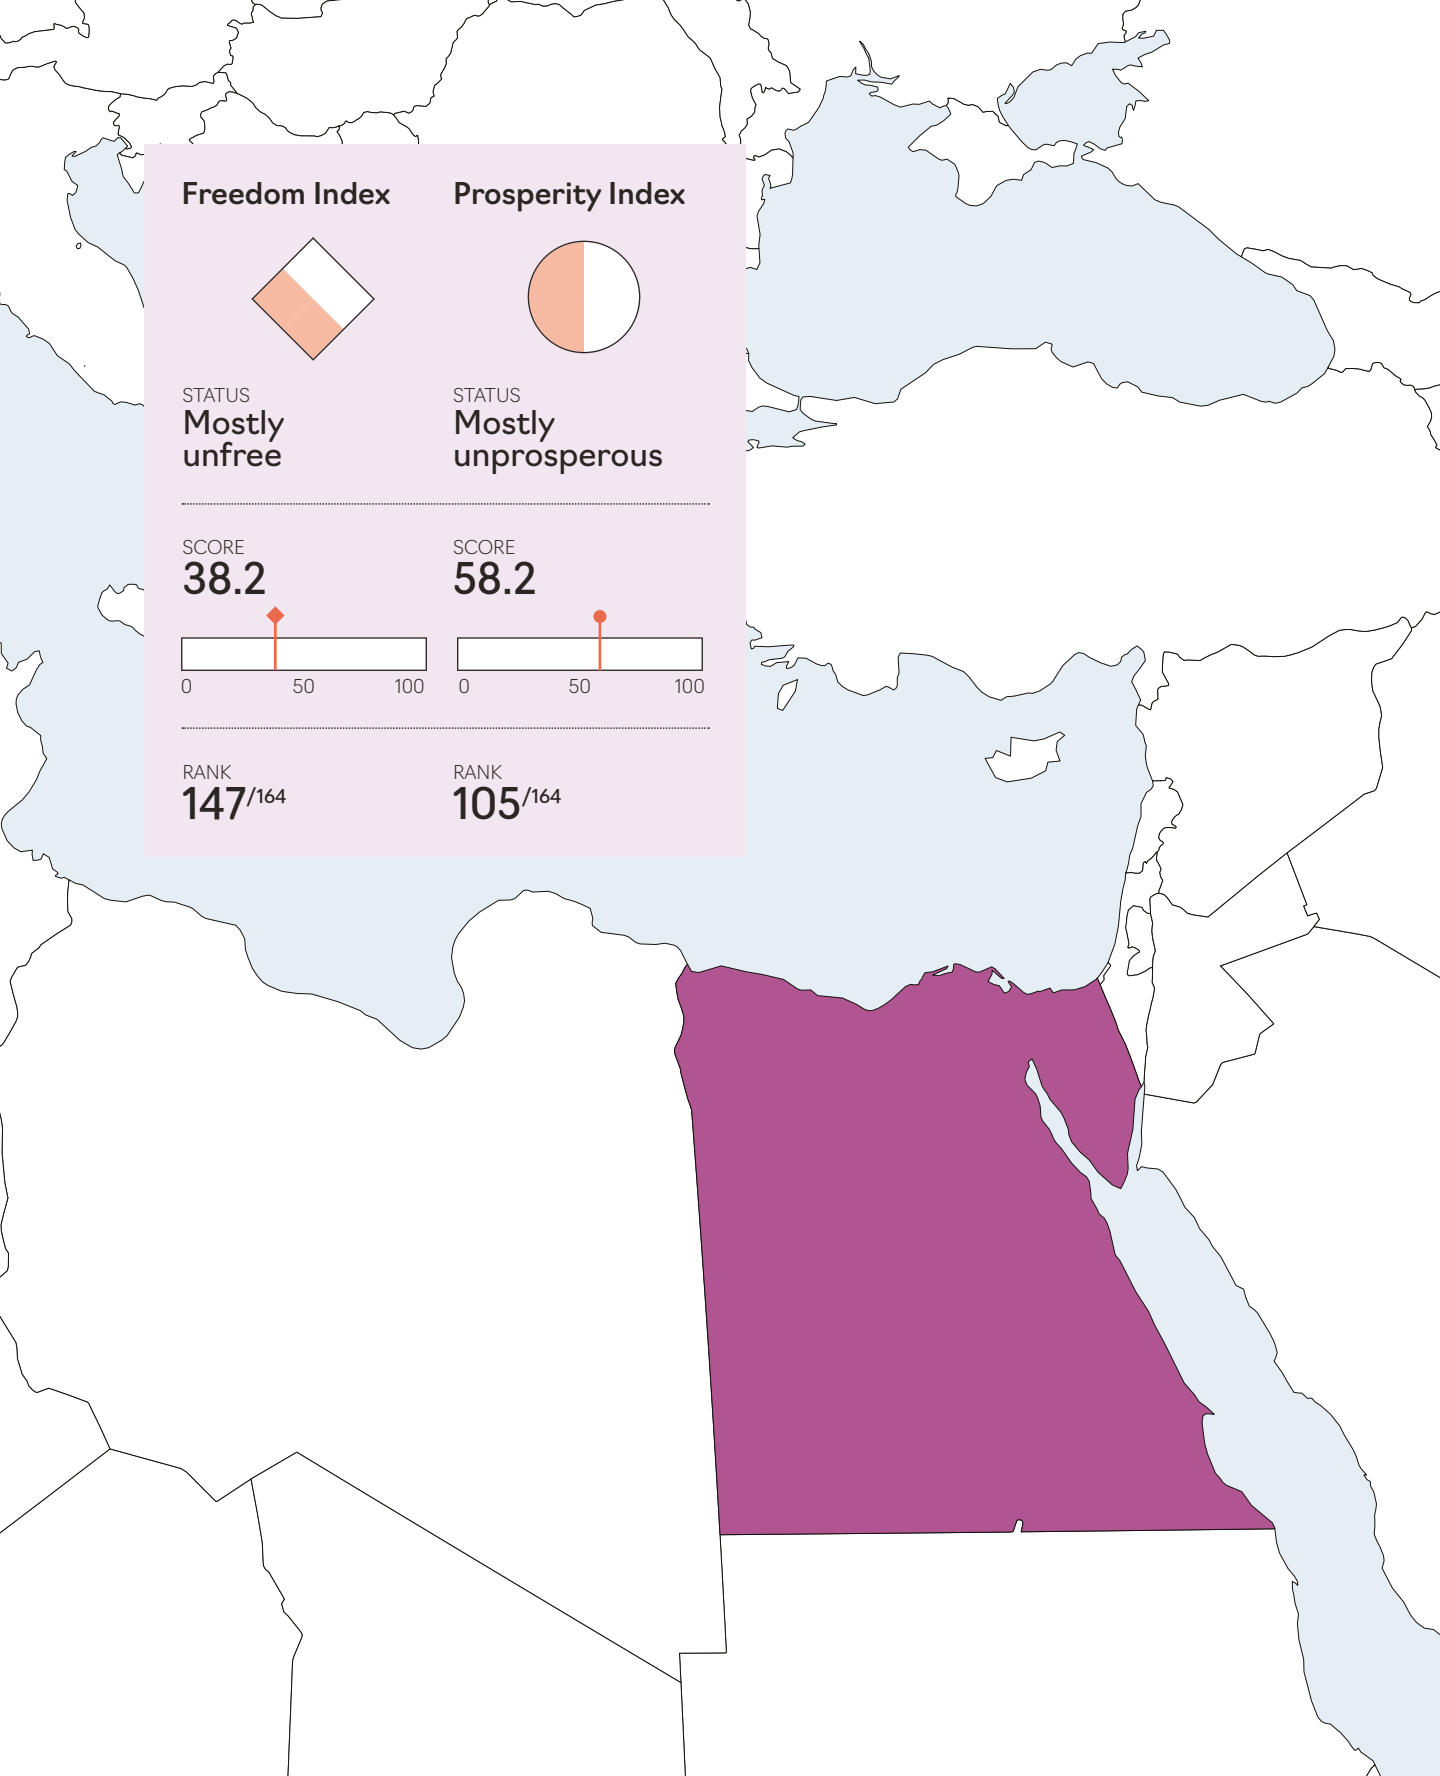 Freedom Index
Prosperity Index
STATUS
Mostly
unfree
STATUS
Mostly
unprosperous
SCORE
38.2
SCORE
58.2
0 50 100
0 50 100
RANK
147/164
RANK
105/164